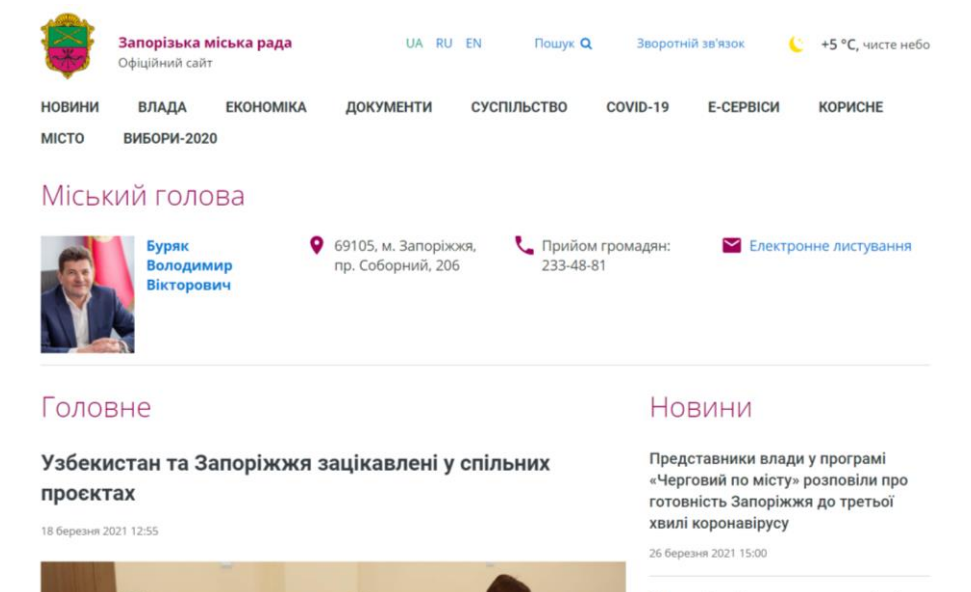 Запорізька міська рада
Офіційний сайт
UA RU EN
Пошук
Зворотній зв'язок
+5 °C, чисте небо
НОВИНИ ВЛАДА ЕКОНОМІКА ДОКУМЕНТИ СУСПІЛЬСТВО COVID-19 Е-СЕРВІСИ КОРИСНЕ
МІСТО ВИБОРИ-2020
Міський голова
Буряк
Володимир
Вікторович
69105, м. Запоріжжя,
пр. Соборний, 206
Прийом громадян:
233-48-81
Електронне листування
Головне
Узбекистан та Запоріжжя зацікавлені у спільних
проєктах
18 березня 2021 12:55
Новини
Представники влади у програмі
«Черговий по місту» розповіли про
готовність Запоріжжя до третьої
хвилі коронавірусу
26 березня 2021 15:00